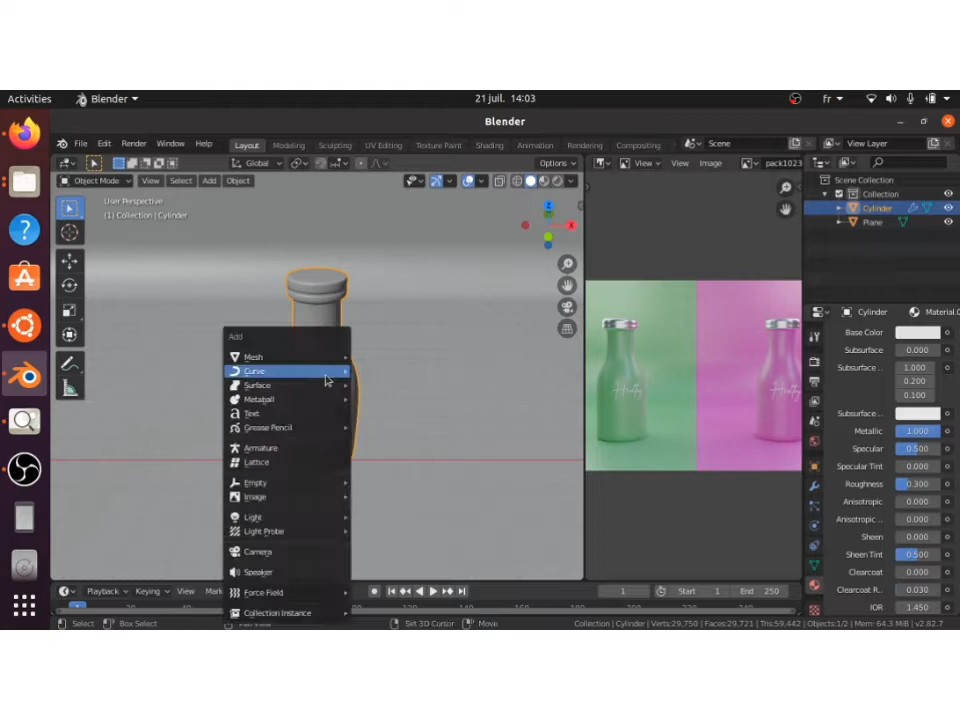 Activities Blender 21 juil. 14:03 fr
Blender
File Edit Render Window Help Layout Modeling Sculpting UV Editing Texture Paint Shading Animation Rendering Compositing Scene View Layer
Global Options View View Image pack1023
Object Mode View Select Add Object
Scene Collection
Collection
Cylinder
Plane
User Perspective
(1) Collection | Cylinder
Add
Mesh
Curve
Surface
Metaball
Text
Grease Pencil
Armature
Lattice
Empty
Image
Light
Light Probe
Camera
Speaker
Force Field
Collection Instance
Healthy
Cylinder Material.
Base Color
Subsurface 0.000
Subsurface .. 1.000
0.200
0.100
Subsurface ..
Metallic 1.000
Specular 0.500
Specular Tint 0.000
Roughness 0.300
Anisotropic 0.000
Anisotropic .. 0.000
Sheen 0.000
Sheen Tint 0.500
Clearcoat 0.000
Clearcoat R.. 0.030
IOR 1.450
Playback Keying View 1 Start 1 End 250
Select Box Select Set 3D Cursor Move Collection | Cylinder | Verts:29,750 | Faces:29,721 | Tris:59,442 | Objects:1/2 | Mem: 64.3 MiB | v2.82.7